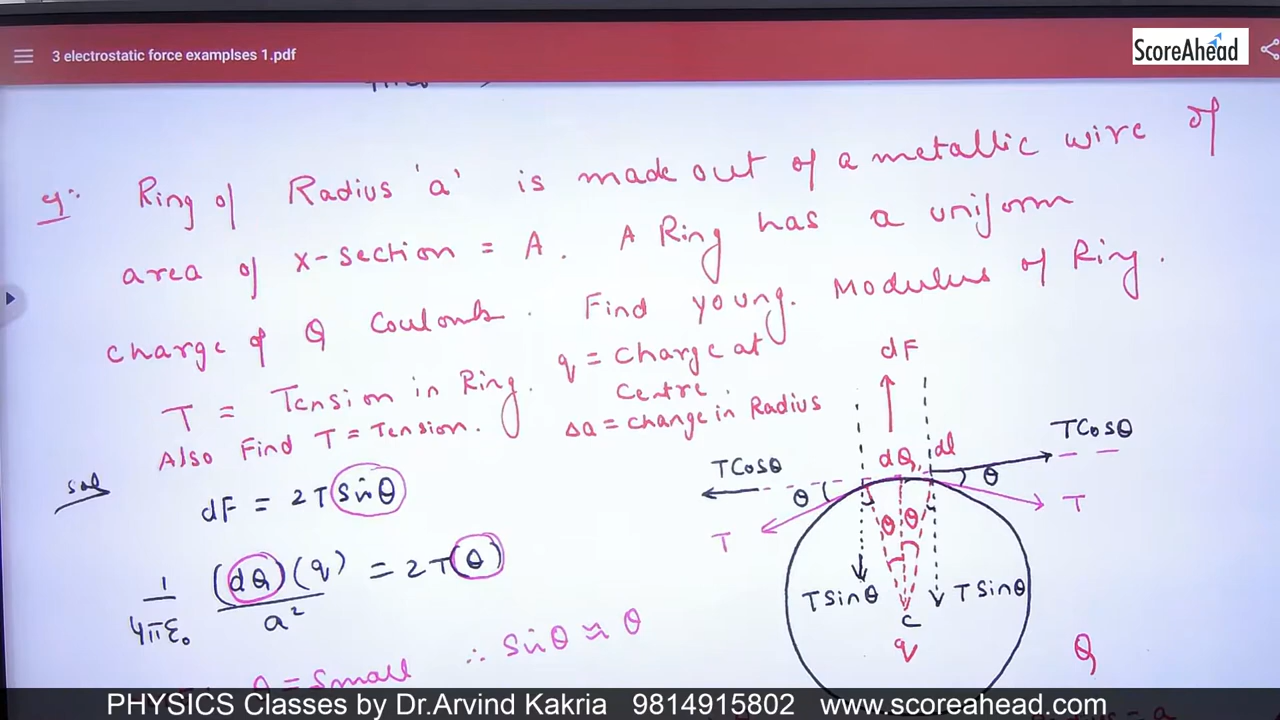 3 electrostatic force examplses 1.pdf
ScoreAhead
Ring of Radius 'a' is made out of a metallic wire of
area of x-section = A. A Ring has a uniform
charge of Q Coulomb. Find young. Modulus of Ring.
T = Tension in Ring. q = Charge at
Centre.
Also Find T = Tension. Δa = change in Radius
Sol
dF = 2T Sinθ
1/4πε₀ (dQ)(q)/a² = 2T(θ)
θ = Small ∴ Sinθ ≈ θ
dF
TCosθ dQ, dl TCosθ
θ θ
T T
θ θ
TSinθ TSinθ
C
q Q
PHYSICS Classes by Dr.Arvind Kakria 9814915802 www.scoreahead.com